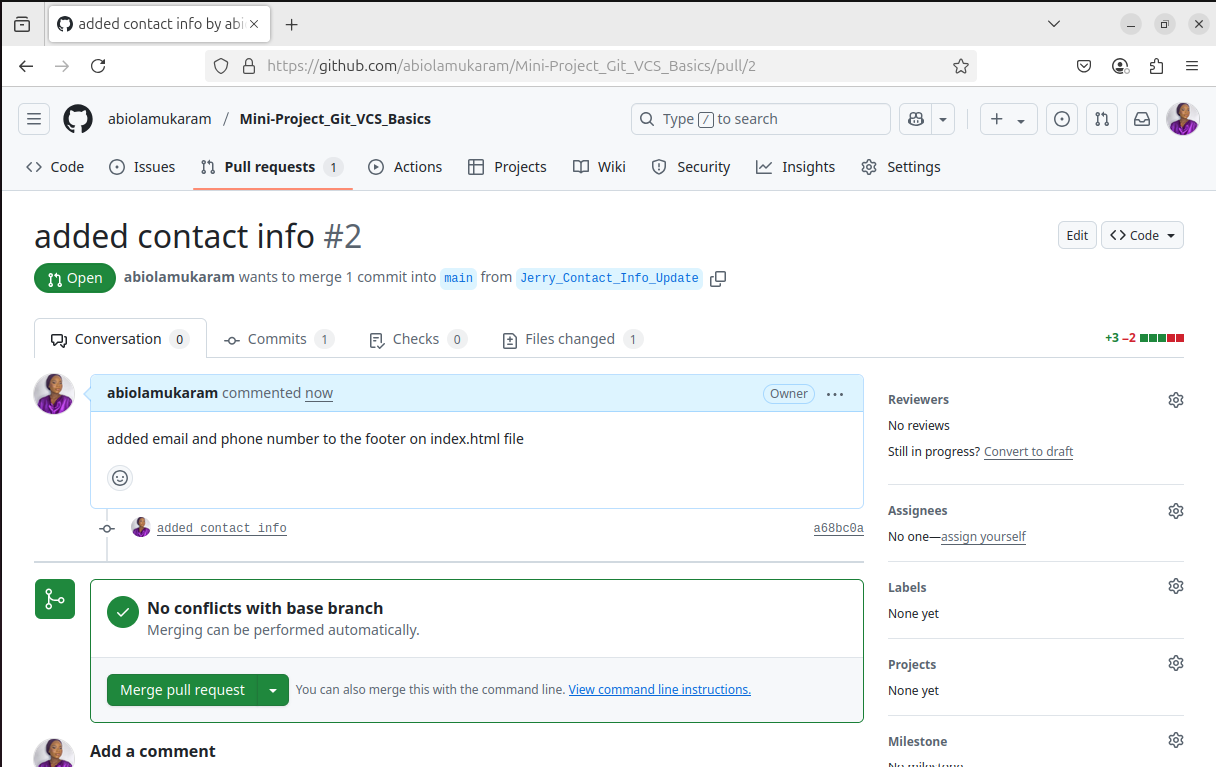 added contact info by abi
https://github.com/abiolamukaram/Mini-Project_Git_VCS_Basics/pull/2
abiolamukaram / Mini-Project_Git_VCS_Basics
Type / to search
Code Issues Pull requests 1 Actions Projects Wiki Security Insights Settings
added contact info #2
Edit Code
Open abiolamukaram wants to merge 1 commit into main from Jerry_Contact_Info_Update
Conversation 0 Commits 1 Checks 0 Files changed 1
+3 −2
abiolamukaram commented now Owner
added email and phone number to the footer on index.html file
added contact info a68bc0a
No conflicts with base branch
Merging can be performed automatically.
Merge pull request You can also merge this with the command line. View command line instructions.
Add a comment
Reviewers
No reviews
Still in progress? Convert to draft
Assignees
No one—assign yourself
Labels
None yet
Projects
None yet
Milestone
No milestone